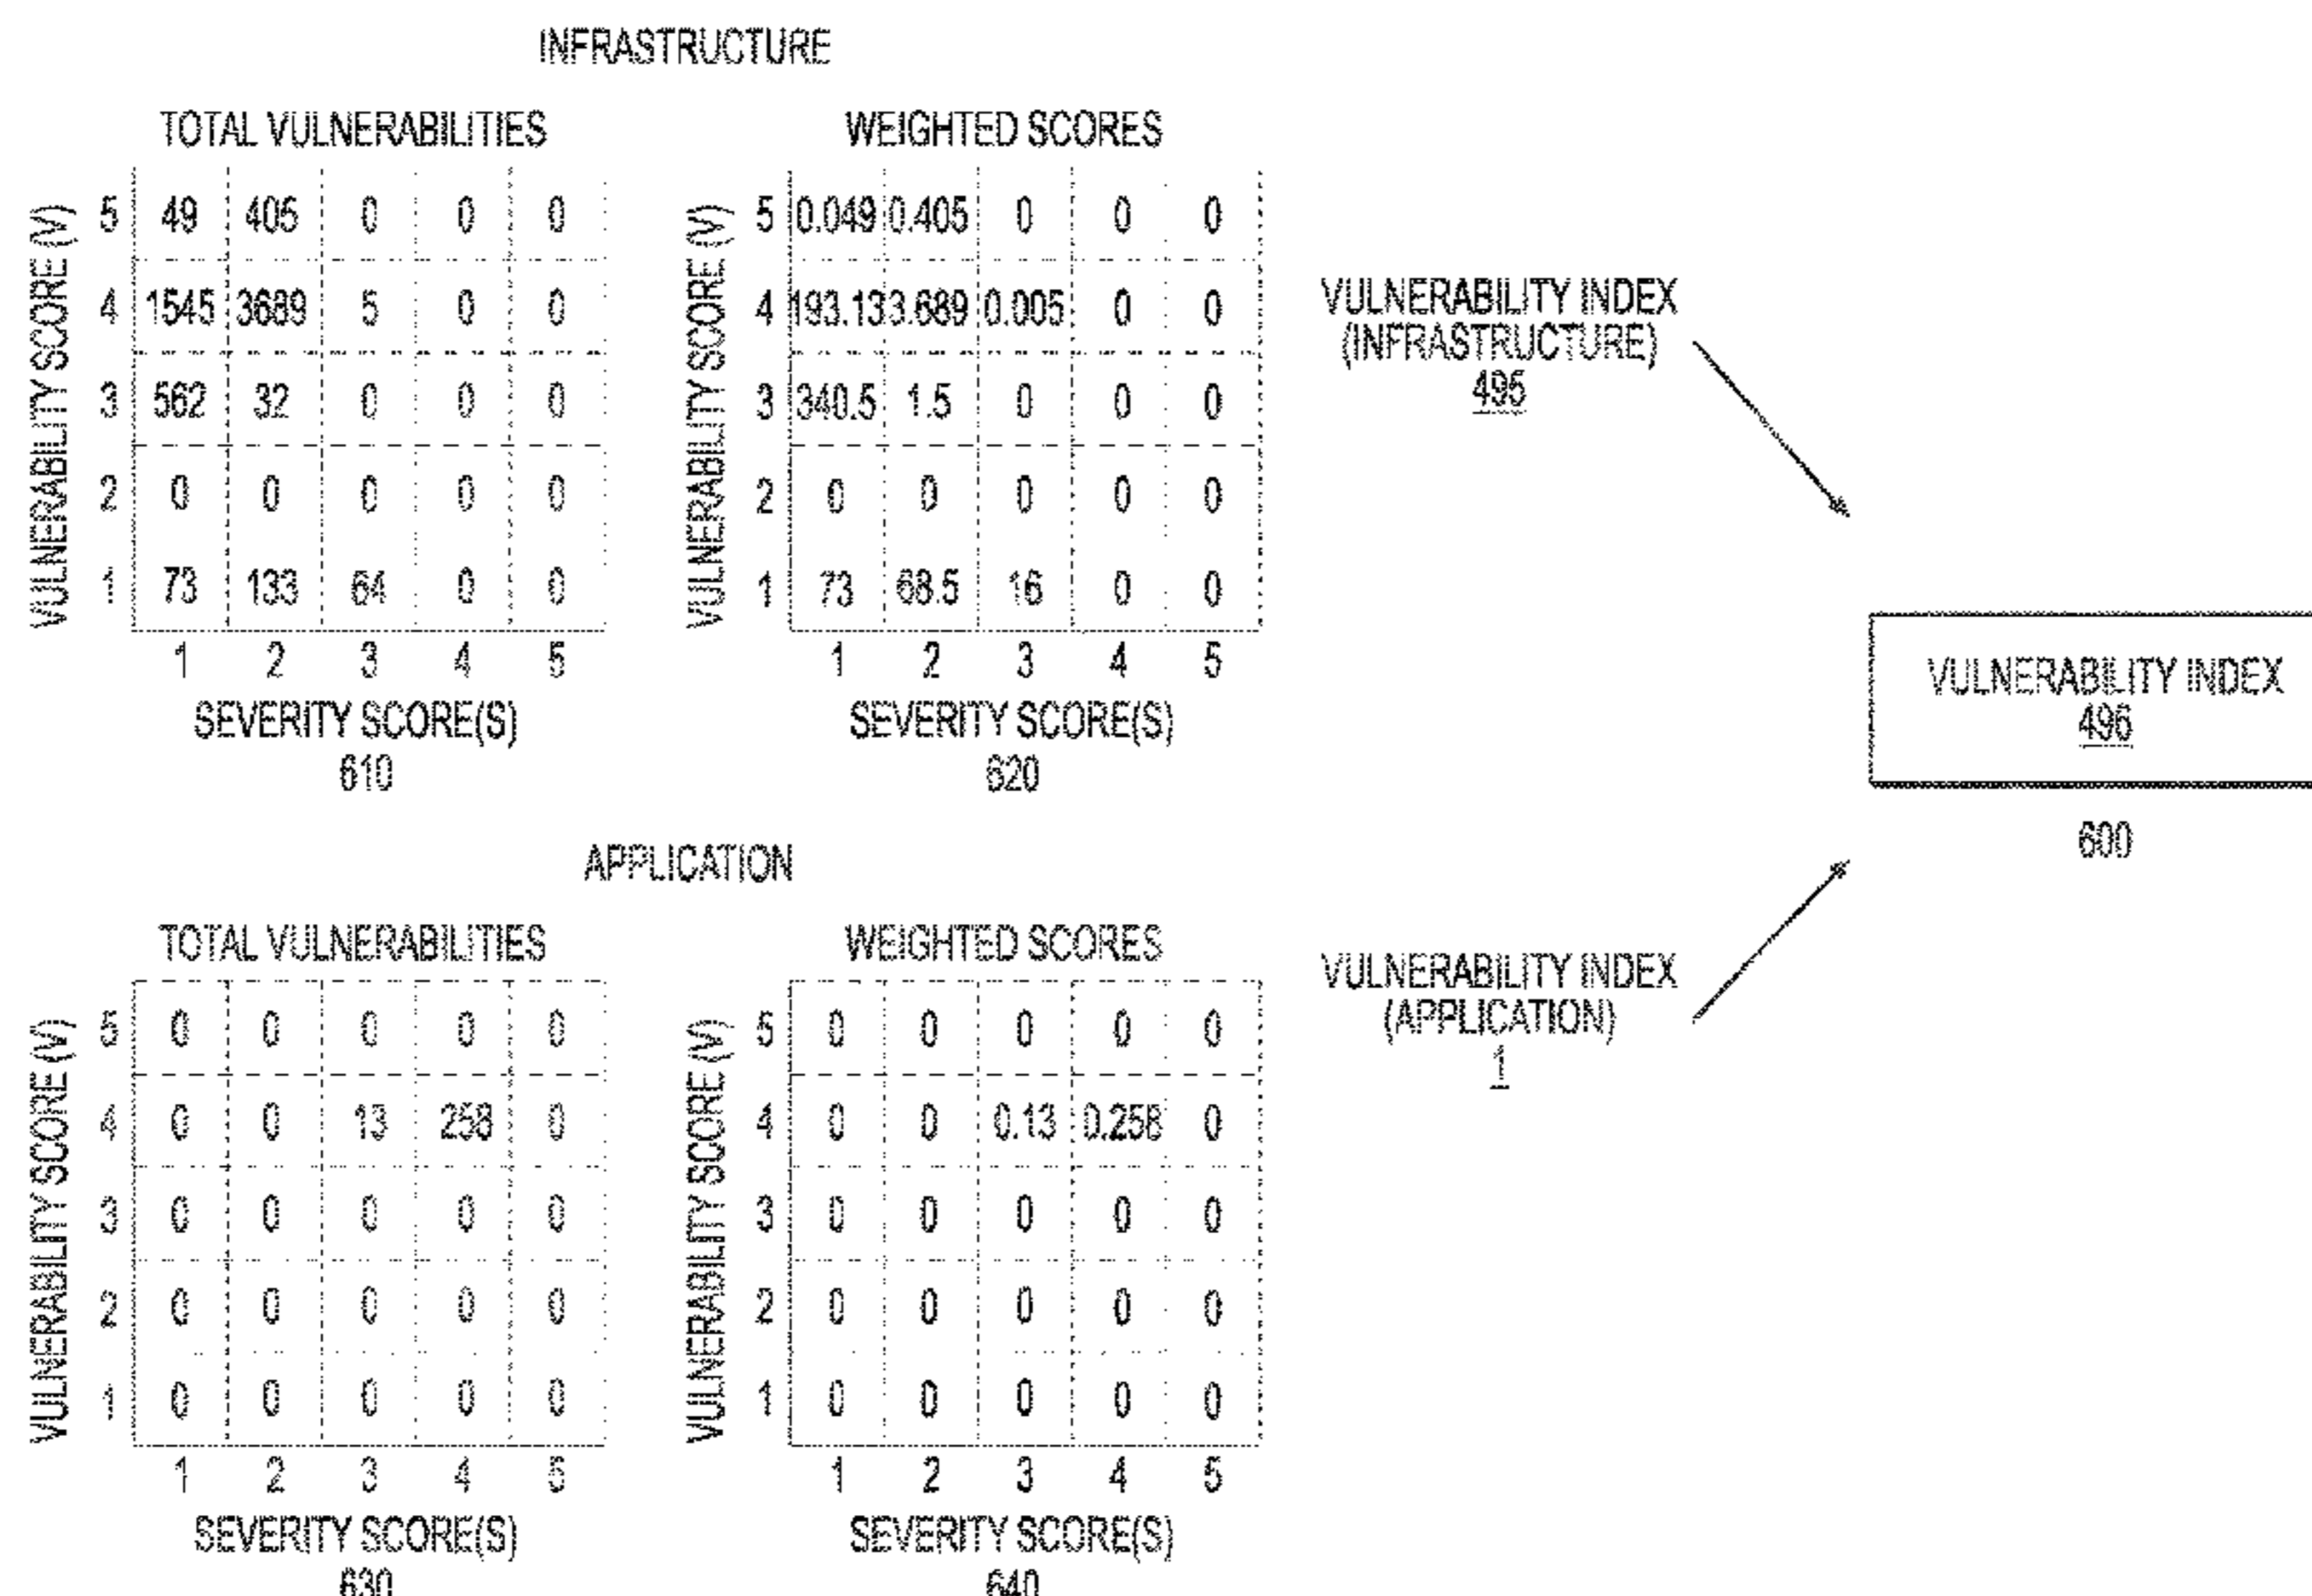 INFRASTRUCTURE
TOTAL VULNERABILITIES
VULNERABILITY SCORE (V)
5 49 405 0 0 0
4 1545 3689 5 0 0
3 562 32 0 0 0
2 0 0 0 0 0
1 73 133 64 0 0
1 2 3 4 5
SEVERITY SCORE(S)
610
WEIGHTED SCORES
VULNERABILITY SCORE (V)
5 0.049 0.405 0 0 0
4 193.13 3.689 0.005 0 0
3 340.5 1.5 0 0 0
2 0 0 0 0 0
1 73 68.5 16 0 0
1 2 3 4 5
SEVERITY SCORE(S)
620
VULNERABILITY INDEX
(INFRASTRUCTURE)
495
VULNERABILITY INDEX
496
600
APPLICATION
TOTAL VULNERABILITIES
VULNERABILITY SCORE (V)
5 0 0 0 0 0
4 0 0 13 258 0
3 0 0 0 0 0
2 0 0 0 0 0
1 0 0 0 0 0
1 2 3 4 5
SEVERITY SCORE(S)
630
WEIGHTED SCORES
VULNERABILITY SCORE (V)
5 0 0 0 0 0
4 0 0 0.13 0.258 0
3 0 0 0 0 0
2 0 0 0 0 0
1 0 0 0 0 0
1 2 3 4 5
SEVERITY SCORE(S)
640
VULNERABILITY INDEX
(APPLICATION)
1